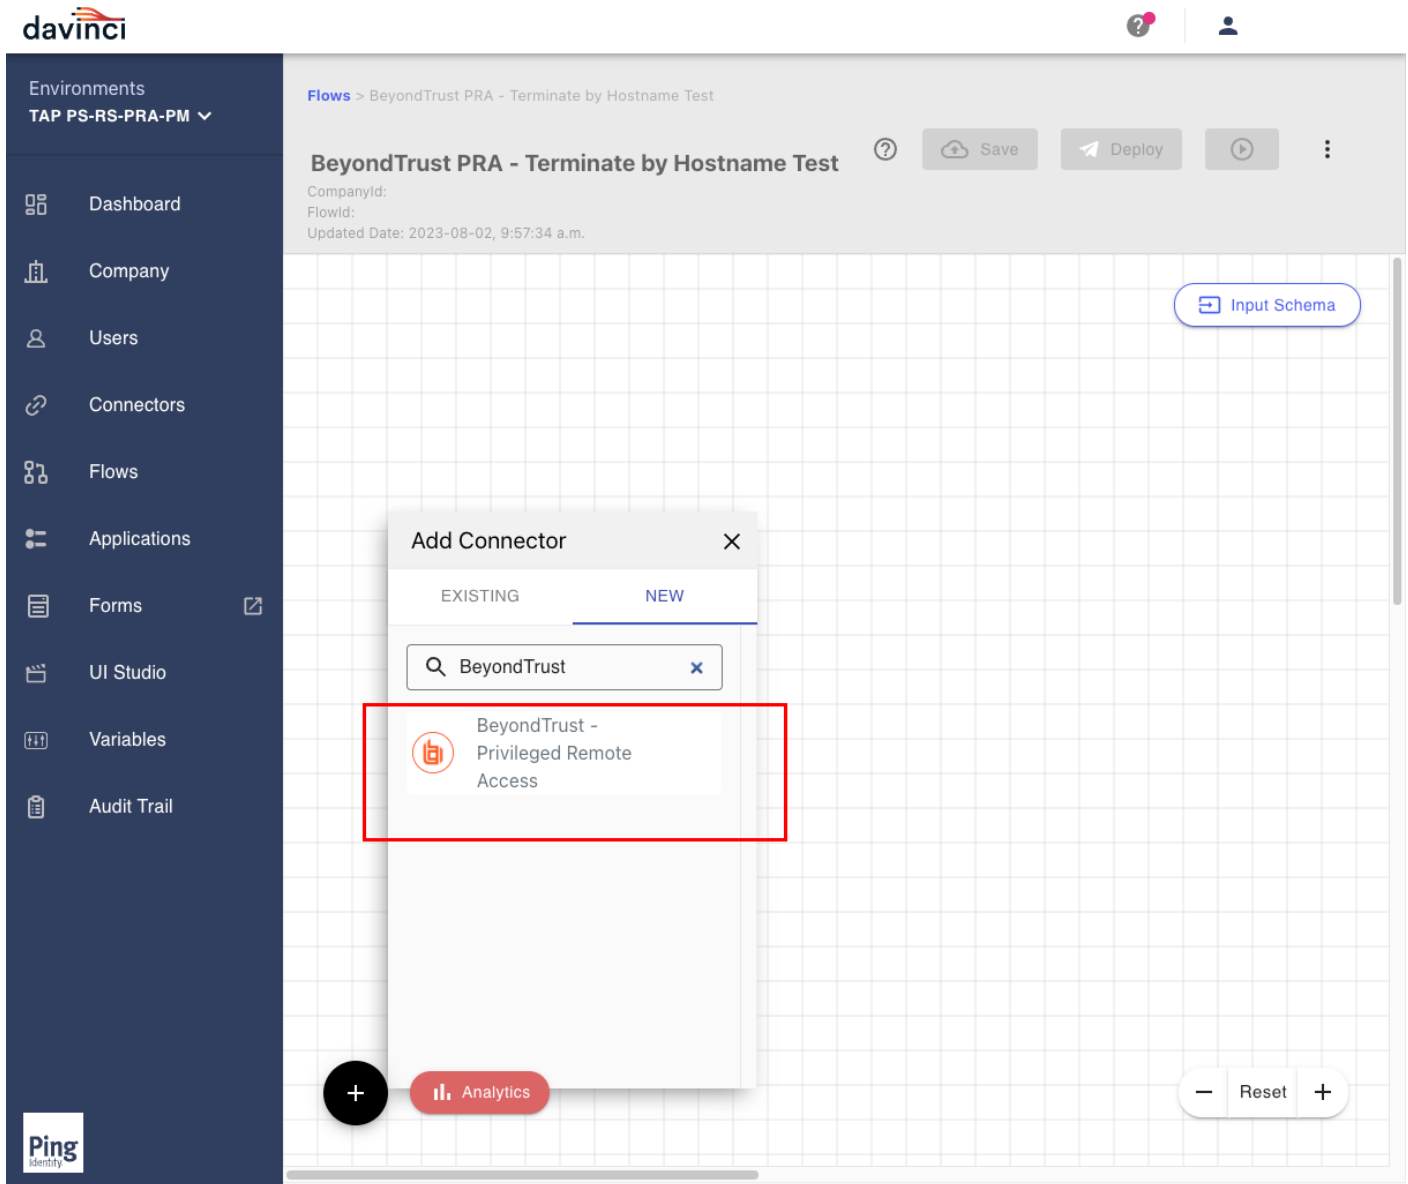 davinci
Environments
TAP PS-RS-PRA-PM
Dashboard
Company
Users
Connectors
Flows
Applications
Forms
UI Studio
Variables
Audit Trail
Ping
Identity
Flows > BeyondTrust PRA - Terminate by Hostname Test
BeyondTrust PRA - Terminate by Hostname Test
CompanyId:
FlowId:
Updated Date: 2023-08-02, 9:57:34 a.m.
Save
Deploy
Input Schema
Add Connector
EXISTING NEW
BeyondTrust
BeyondTrust -
Privileged Remote
Access
Analytics
Reset